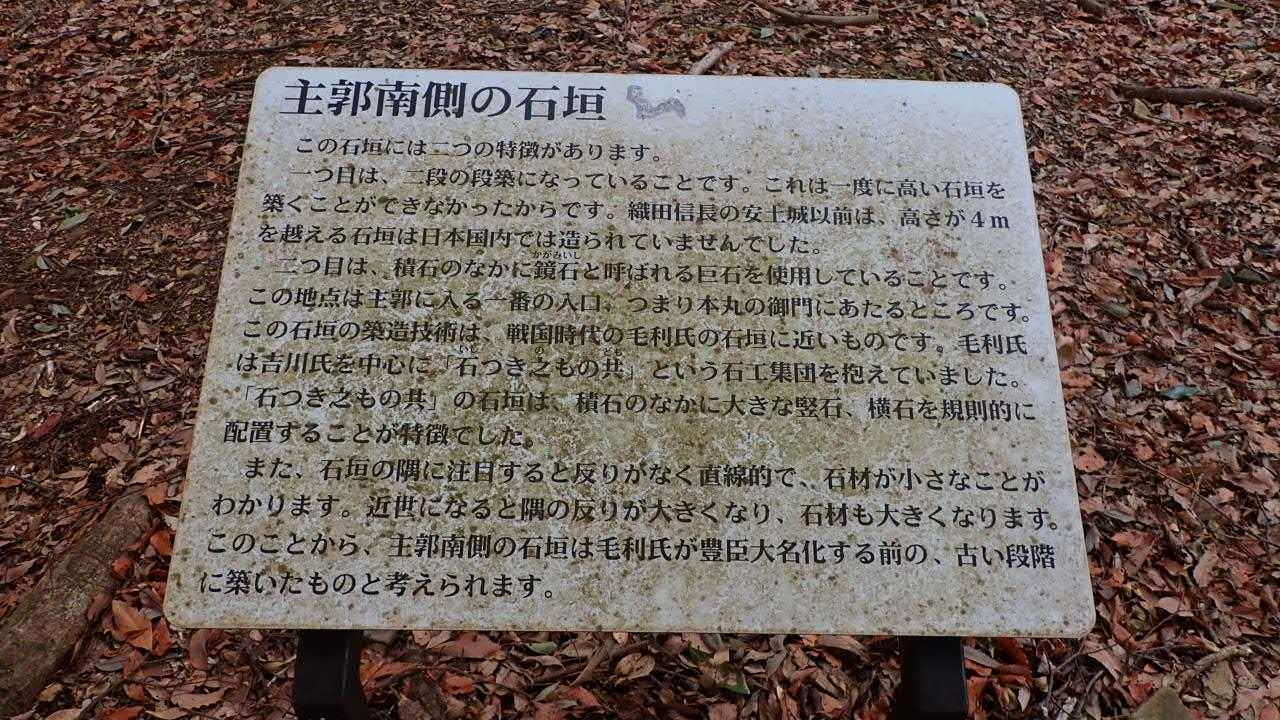 主郭南側の石垣
この石垣には二つの特徴があります。
一つ目は、二段の段築になっていることです。これは一度に高い石垣を
築くことができなかったからです。織田信長の安土城以前は、高さが4m
を越える石垣は日本国内では造られていませんでした。
かがみいし
二つ目は、積石のなかに鏡石と呼ばれる巨石を使用していることです。
この地点は主郭に入る一番の入口、つまり本丸の御門にあたるところです。
この石垣の築造技術は、戦国時代の毛利氏の石垣に近いものです。毛利氏
は吉川氏を中心に「石つき之もの共」という石工集団を抱えていました。
「石つき之もの共」の石垣は、積石のなかに大きな竪石、横石を規則的に
配置することが特徴でした。
また、石垣の隅に注目すると反りがなく直線的で、石材が小さなことが
わかります。近世になると隅の反りが大きくなり、石材も大きくなります。
このことから、主郭南側の石垣は毛利氏が豊臣大名化する前の、古い段階
に築いたものと考えられます。